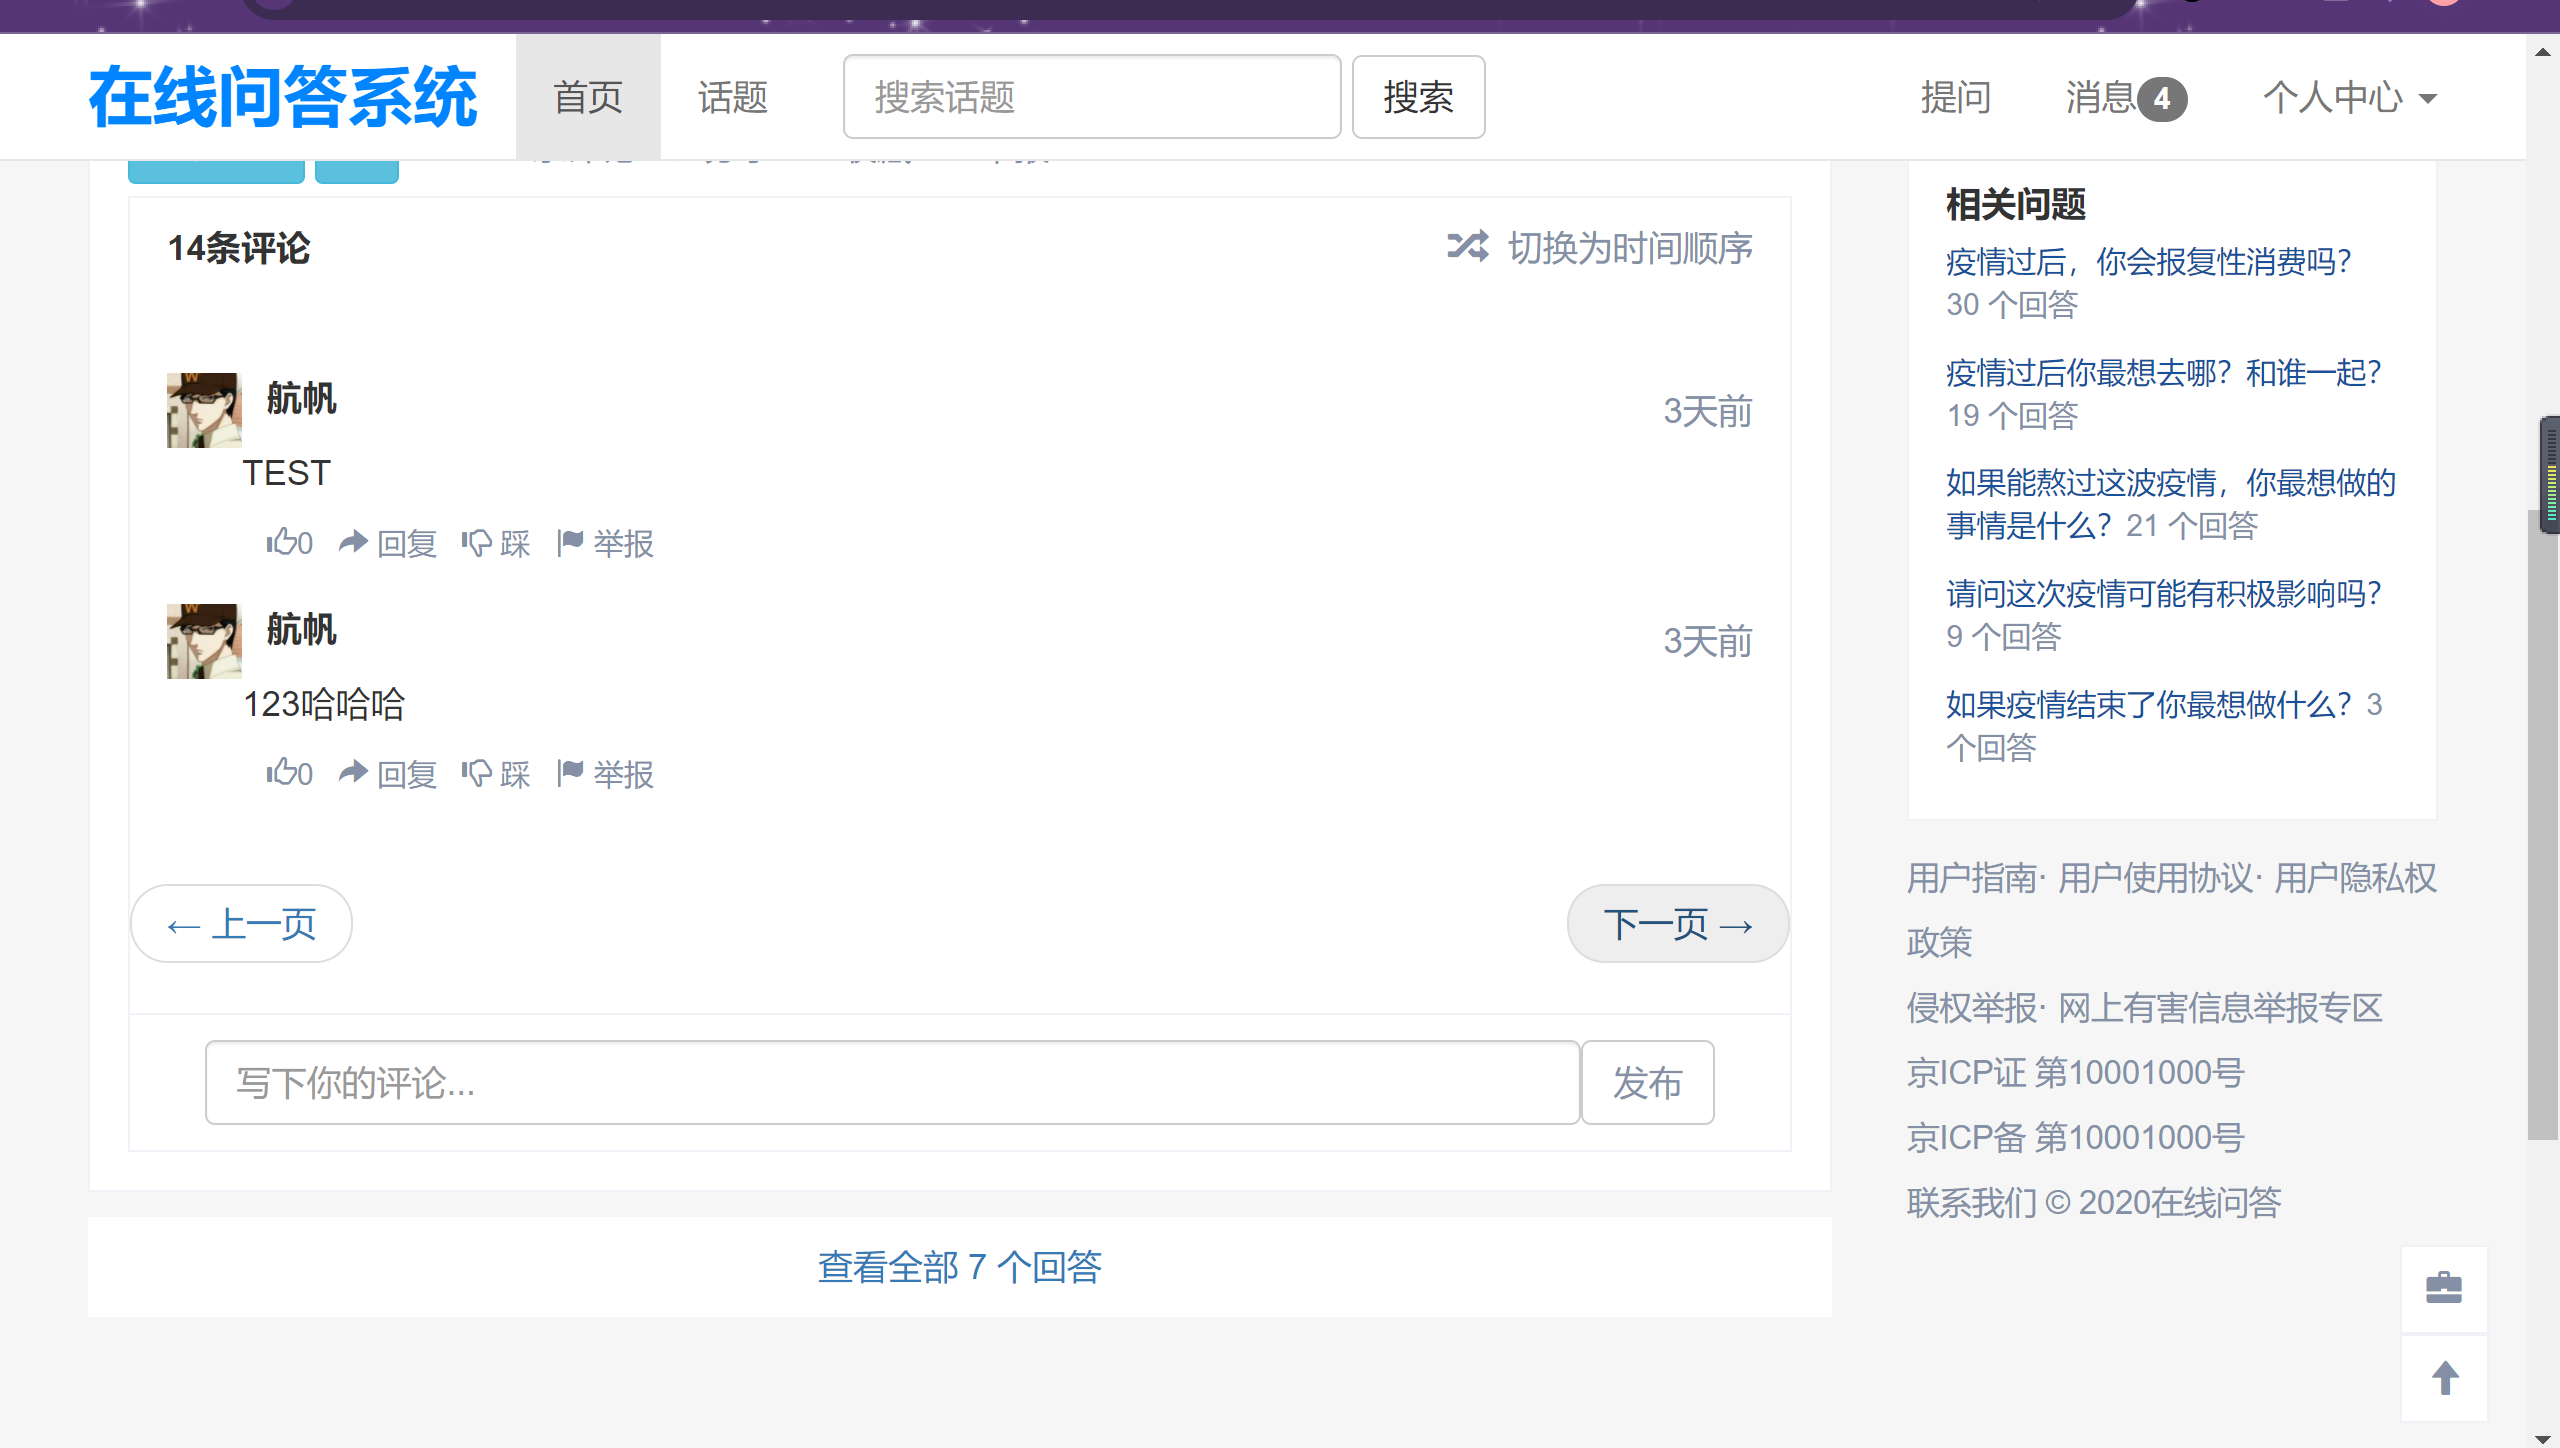 在线问答系统 首页 话题 搜索话题 搜索 提问 消息 4 个人中心
14条评论 切换为时间顺序
航帆 3天前
TEST
0 回复 踩 举报
航帆 3天前
123哈哈哈
0 回复 踩 举报
← 上一页 下一页 →
写下你的评论... 发布
查看全部 7 个回答
相关问题
疫情过后，你会报复性消费吗？
30 个回答
疫情过后你最想去哪？和谁一起？
19 个回答
如果能熬过这波疫情，你最想做的
事情是什么？21 个回答
请问这次疫情可能有积极影响吗？
9 个回答
如果疫情结束了你最想做什么？3
个回答
用户指南· 用户使用协议· 用户隐私权
政策
侵权举报· 网上有害信息举报专区
京ICP证 第10001000号
京ICP备 第10001000号
联系我们 © 2020在线问答